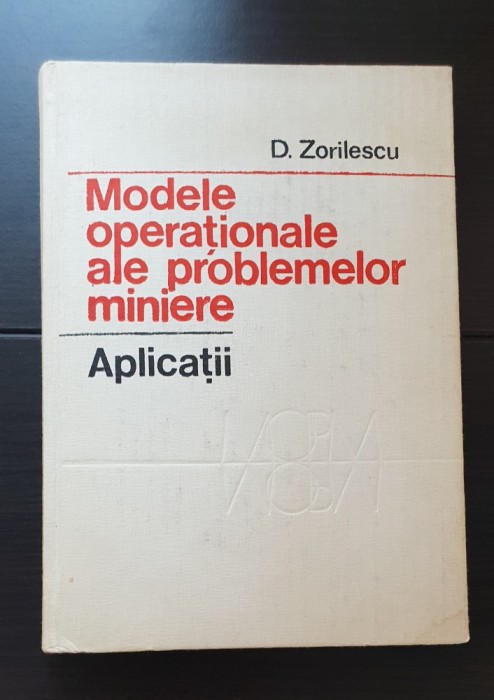 D. Zorilescu
Modele
operaționale
ale problemelor
miniere
Aplicații